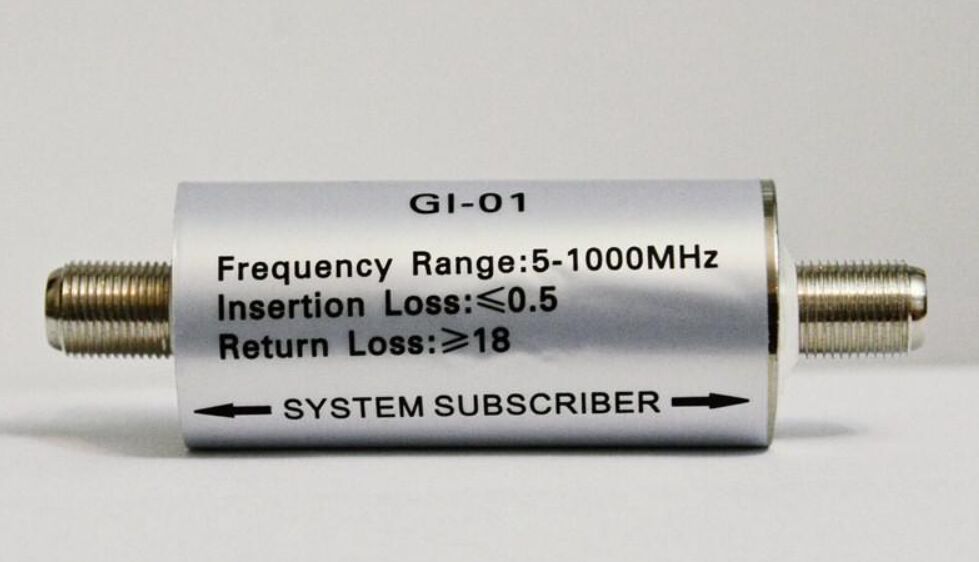 GI-01
Frequency Range:5-1000MHz
Insertion Loss:≤0.5
Return Loss:≥18
SYSTEM SUBSCRIBER